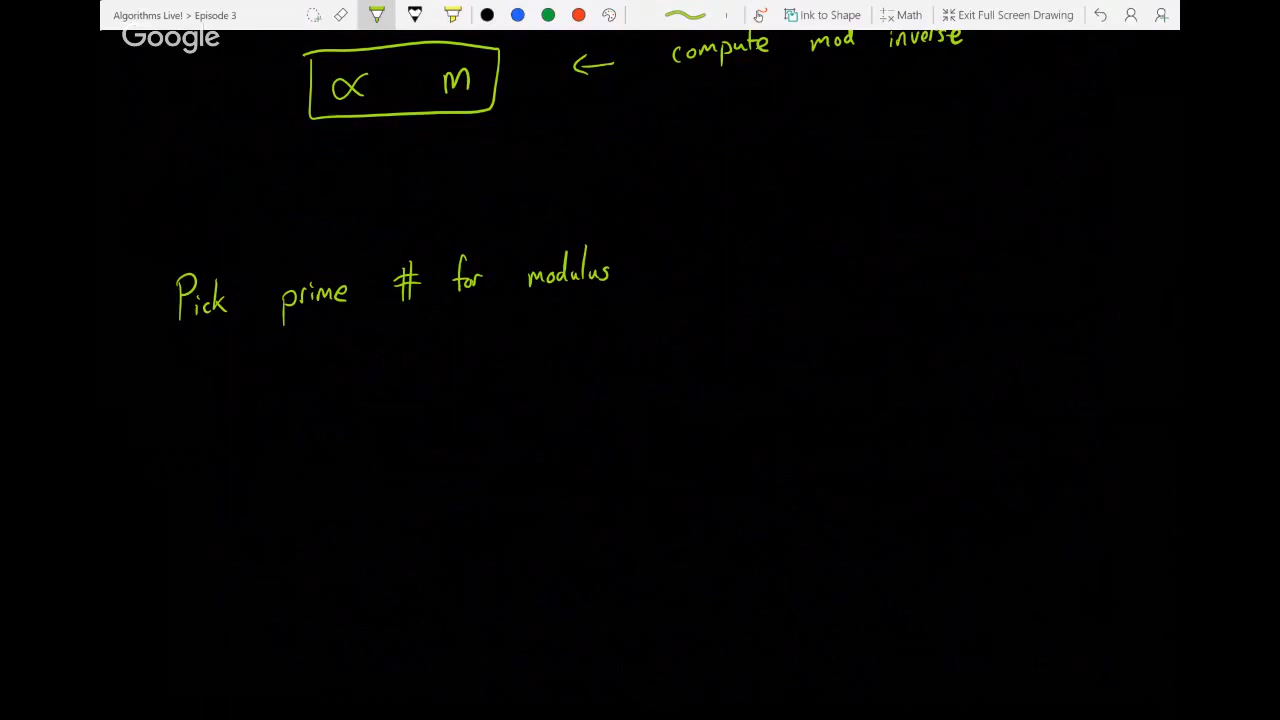 Algorithms Live! > Episode 3
Ink to Shape
Math
Exit Full Screen Drawing
Google
compute mod inverse
∝ m ←
Pick prime # for modulus